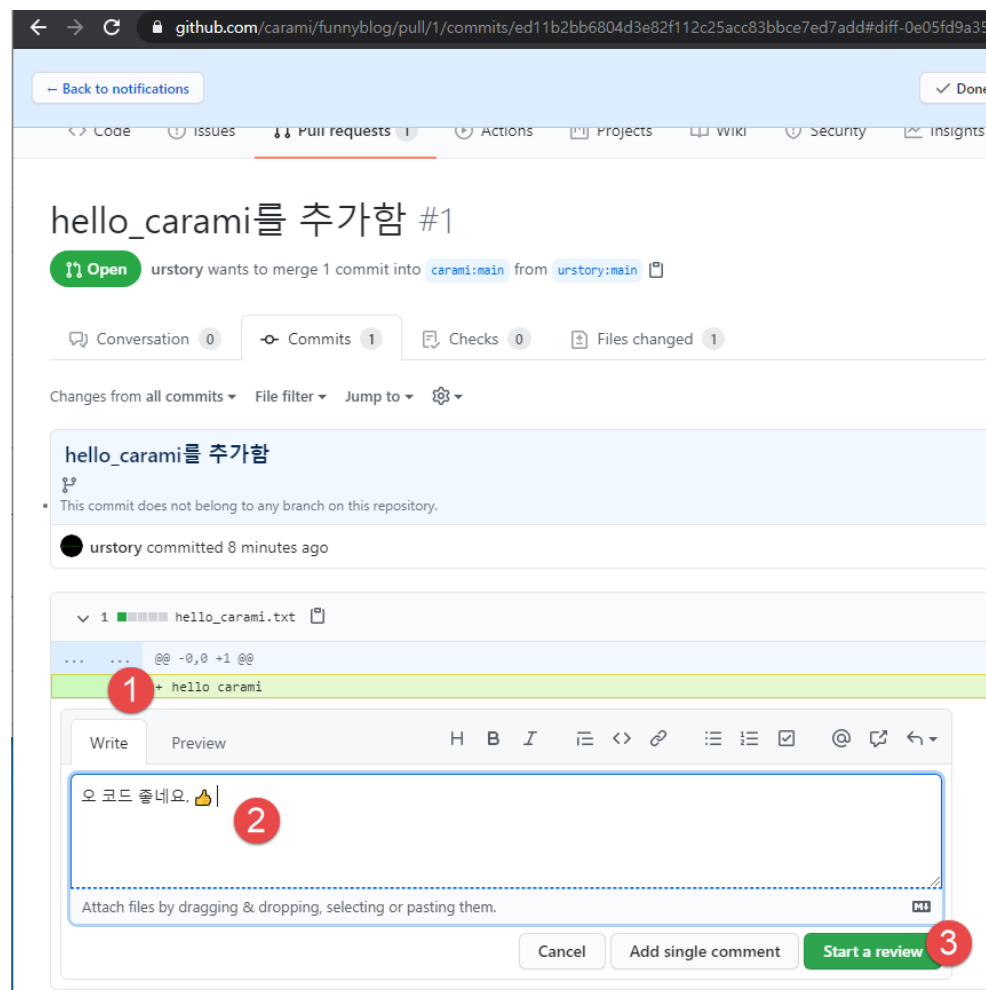 github.com/carami/funnyblog/pull/1/commits/ed11b2bb6804d3e82f112c25acc83bbce7ed7add#diff-0e05fd9a35
← Back to notifications
Done
Code Issues Pull requests 1 Actions Projects Wiki Security Insights
hello_carami를 추가함 #1
Open urstory wants to merge 1 commit into carami:main from urstory:main
Conversation 0 Commits 1 Checks 0 Files changed 1
Changes from all commits File filter Jump to
hello_carami를 추가함
This commit does not belong to any branch on this repository.
urstory committed 8 minutes ago
1 hello_carami.txt
... ... @@ -0,0 +1 @@
1 + hello carami
Write Preview H B I
오 코드 좋네요. 👍
2
Attach files by dragging & dropping, selecting or pasting them.
Cancel Add single comment Start a review 3